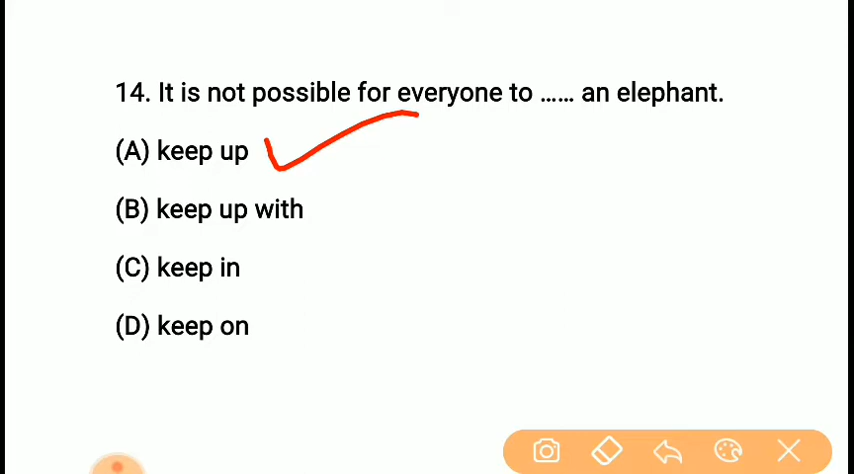 14. It is not possible for everyone to ...... an elephant.
(A) keep up
(B) keep up with
(C) keep in
(D) keep on